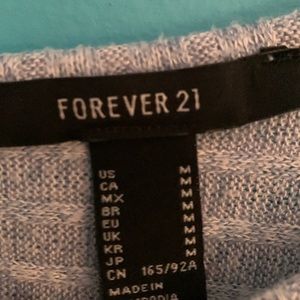 FOREVER 21
US M
CA M
MX M
BR M
EU M
UK M
KR M
JP M
CN 165/92A
MADE IN